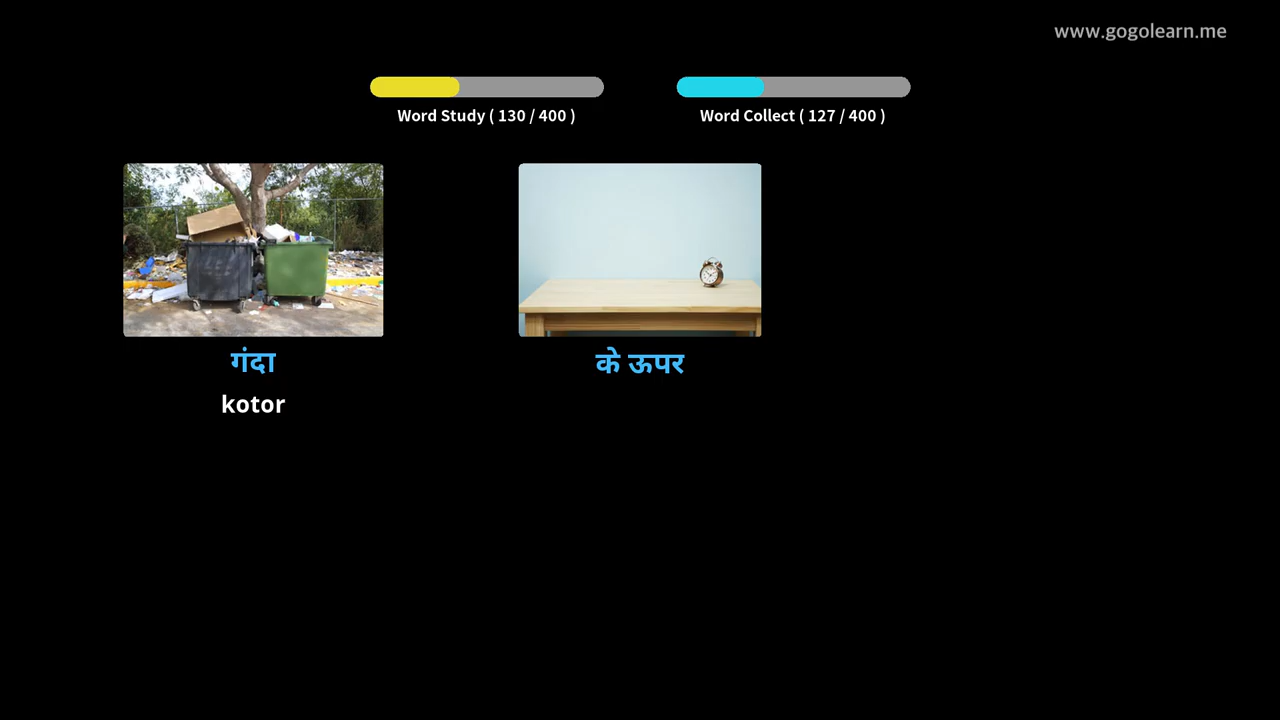 www.gogolearn.me
Word Study ( 130 / 400 )
Word Collect ( 127 / 400 )
गंदा
के ऊपर
kotor